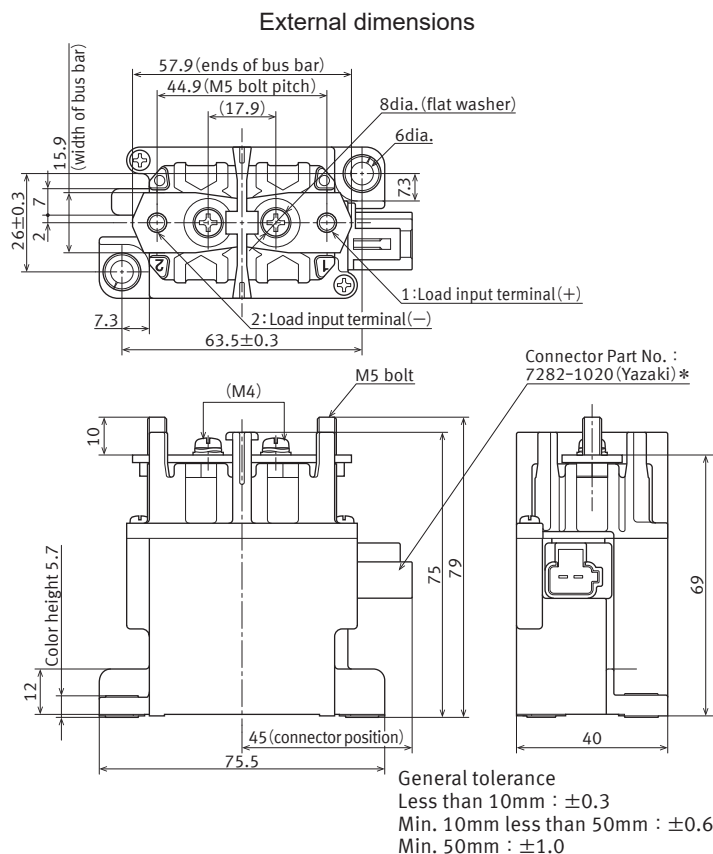 External dimensions
57.9(ends of bus bar)
44.9(M5 bolt pitch)
(17.9)
8dia.(flat washer)
6dia.
15.9
(width of bus bar)
26±0.3
7
2
7.3
2
1
1:Load input terminal(+)
2:Load input terminal(−)
7.3
63.5±0.3
Connector Part No.:
7282-1020(Yazaki)*
M5 bolt
(M4)
10
Color height 5.7
12
75
79
69
45(connector position)
75.5
40
General tolerance
Less than 10mm : ±0.3
Min. 10mm less than 50mm : ±0.6
Min. 50mm : ±1.0